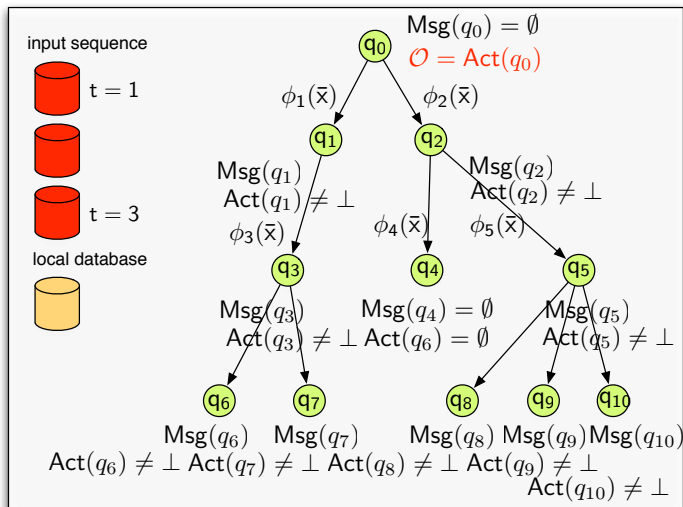 input sequence
t = 1
t = 3
local database
q₀
Msg(q₀) = ∅
𝒪 = Act(q₀)
ϕ₁(x̄)
ϕ₂(x̄)
q₁
q₂
Msg(q₁)
Act(q₁) ≠ ⊥
Msg(q₂)
Act(q₂) ≠ ⊥
ϕ₃(x̄)
ϕ₄(x̄)
ϕ₅(x̄)
q₃
q₄
q₅
Msg(q₃)
Act(q₃) ≠ ⊥
Msg(q₄) = ∅
Act(q₆) = ∅
Msg(q₅)
Act(q₅) ≠ ⊥
q₆
q₇
q₈
q₉
q₁₀
Msg(q₆)
Msg(q₇)
Msg(q₈)
Msg(q₉)
Msg(q₁₀)
Act(q₆) ≠ ⊥
Act(q₇) ≠ ⊥
Act(q₈) ≠ ⊥
Act(q₉) ≠ ⊥
Act(q₁₀) ≠ ⊥